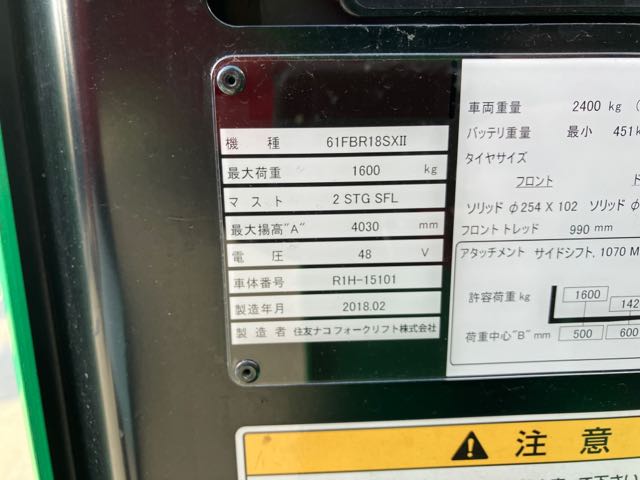 機 種 61FBR18SXⅡ
最大荷重 1600 kg
マ ス ト 2 STG SFL
最大揚高"A" 4030 mm
電 圧 48 V
車体番号 R1H-15101
製造年月 2018.02
製 造 者 住友ナコフォークリフト株式会社
車両重量 2400 kg
バッテリ重量 最小 451
タイヤサイズ
フロント
ソリッド φ254 X 102 ソリッド
フロントトレッド 990 mm
アタッチメント サイドシフト, 1070
許容荷重 kg 1600
荷重中心"B" mm 500 600
注 意